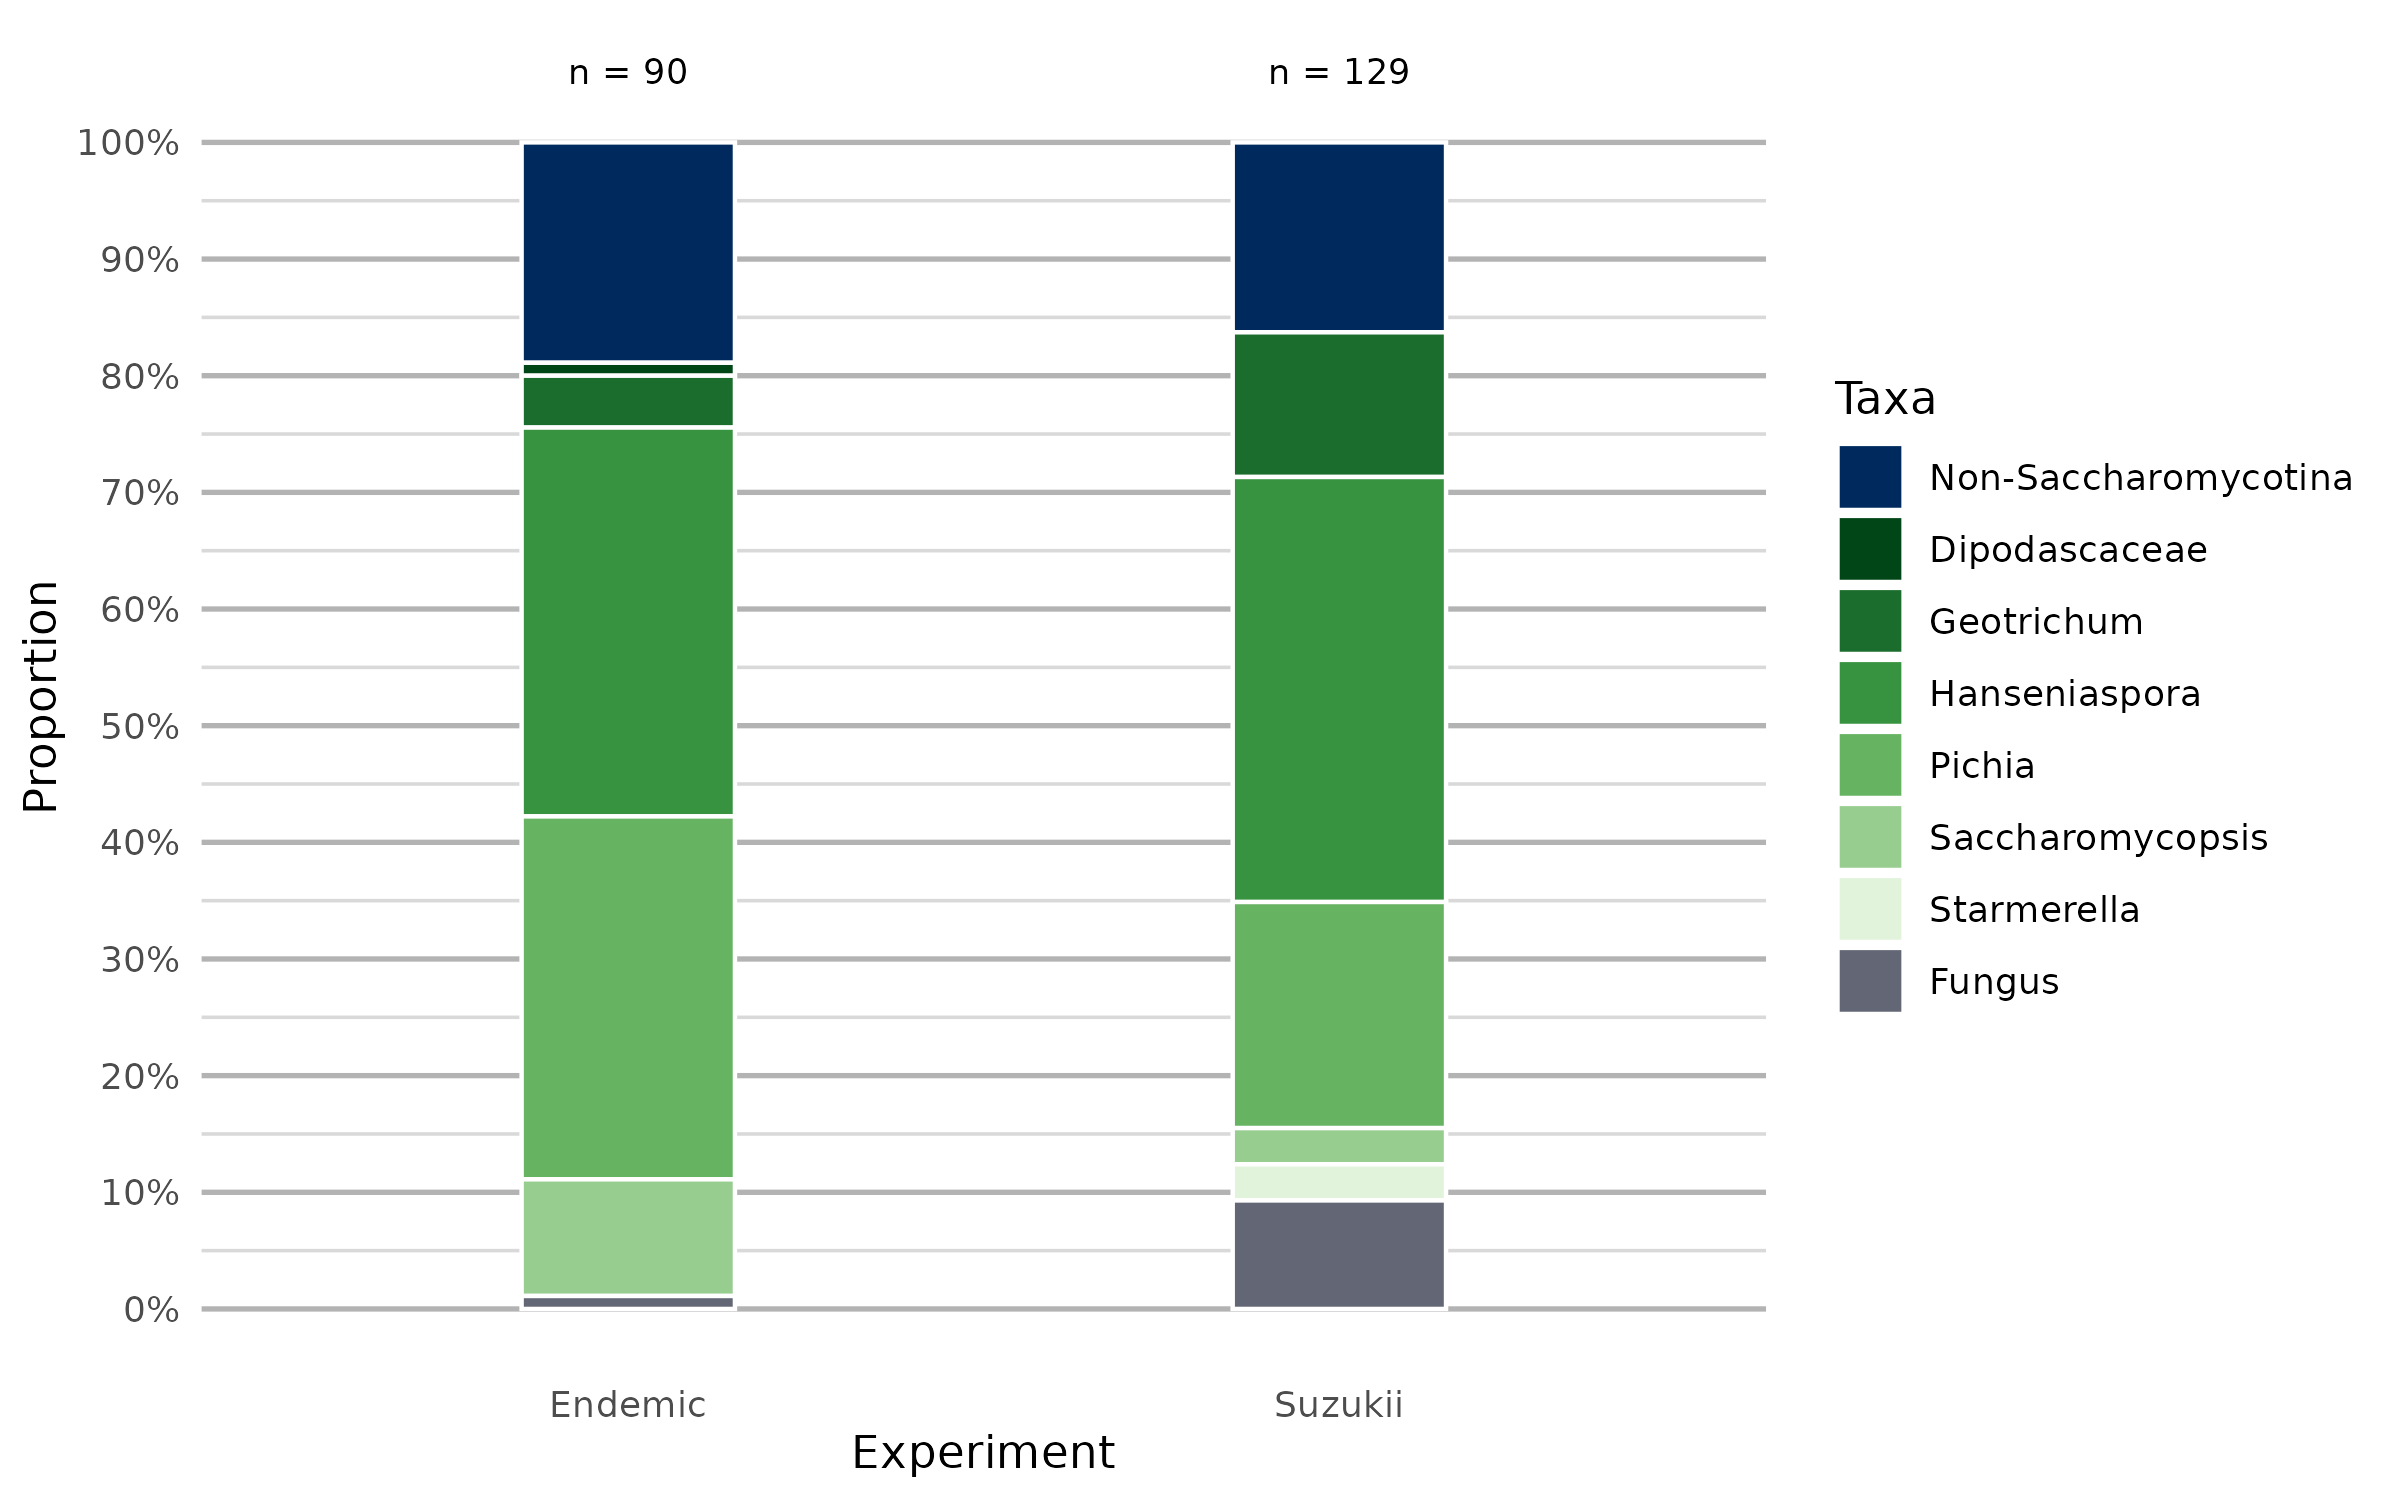 n = 90
n = 129
100%
90%
80%
70%
60%
50%
40%
30%
20%
10%
0%
Proportion
Endemic
Suzukii
Experiment
Taxa
Non-Saccharomycotina
Dipodascaceae
Geotrichum
Hanseniaspora
Pichia
Saccharomycopsis
Starmerella
Fungus